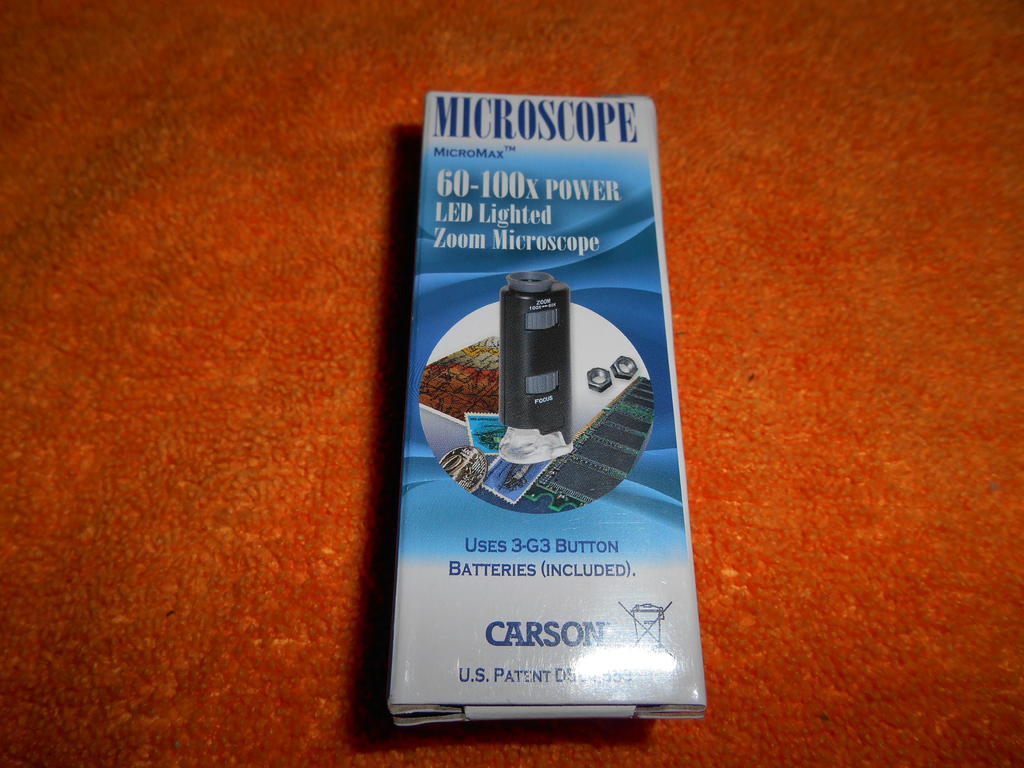 MICROSCOPE
MICROMAX™
60-100X POWER
LED Lighted
Zoom Microscope
ZOOM
FOCUS
USES 3-G3 BUTTON
BATTERIES (INCLUDED).
CARSON
U.S. PATENT